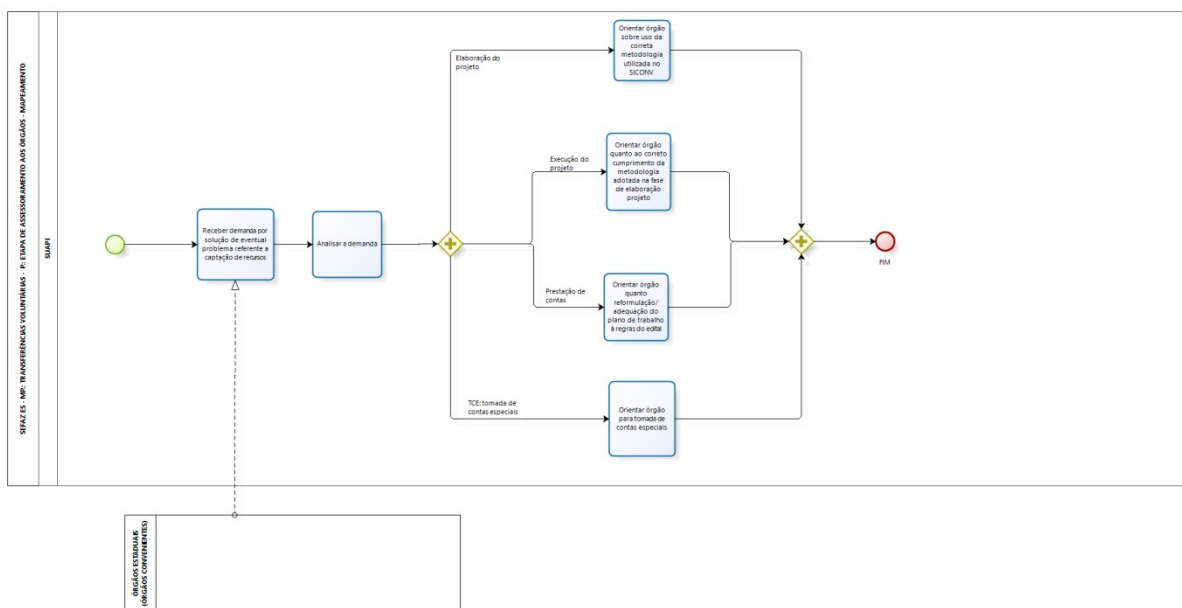 SEFAZ ES - MP.: TRANSFERÊNCIAS VOLUNTÁRIAS - P.: ETAPA DE ASSESSORAMENTO AOS ÓRGÃOS - MAPEAMENTO
SUAPI
Receber demanda por
solução de eventual
problema referente a
captação de recursos
Analisar a demanda
Elaboração do
projeto
Orientar órgão
sobre uso da
correta
metodologia
utilizada no
SICONV
Execução do
projeto
Orientar órgão
quanto ao correto
cumprimento da
metodologia
adotada na fase
de elaboração
projeto
Prestação de
contas
Orientar órgão
quanto
reformulação/
adequação do
plano de trabalho
à regras do edital
TCE: tomada de
contas especiais
Orientar órgão
para tomada de
contas especiais
FIM
ÓRGÃOS ESTADUAIS
(ÓRGÃOS CONVENENTES)